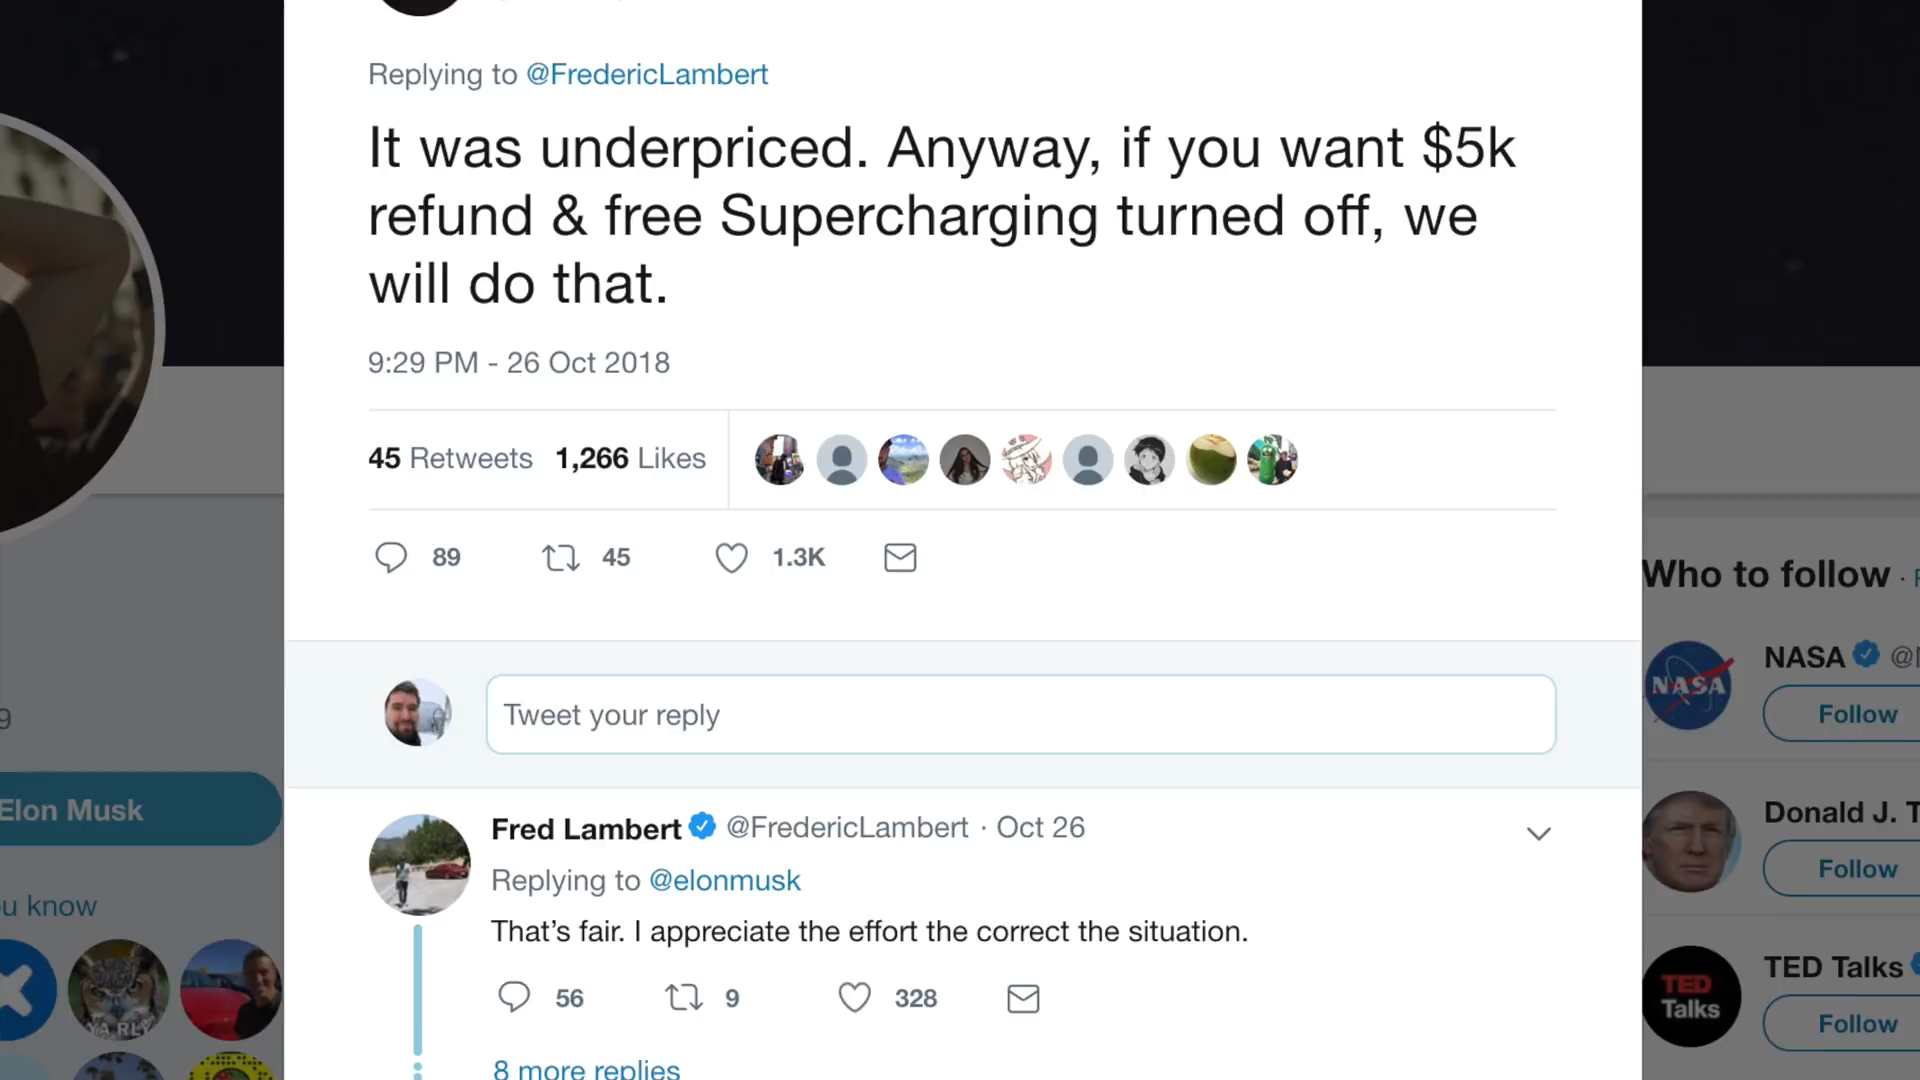 Replying to @FredericLambert
It was underpriced. Anyway, if you want $5k
refund & free Supercharging turned off, we
will do that.
9:29 PM - 26 Oct 2018
45 Retweets 1,266 Likes
89 45 1.3K
Tweet your reply
Fred Lambert @FredericLambert · Oct 26
Replying to @elonmusk
That's fair. I appreciate the effort the correct the situation.
56 9 328
8 more replies
9
Elon Musk
u know
YA RLY
Who to follow ·
NASA
NASA @
Follow
Donald J. T
Follow
TED
Talks
TED Talks
Follow